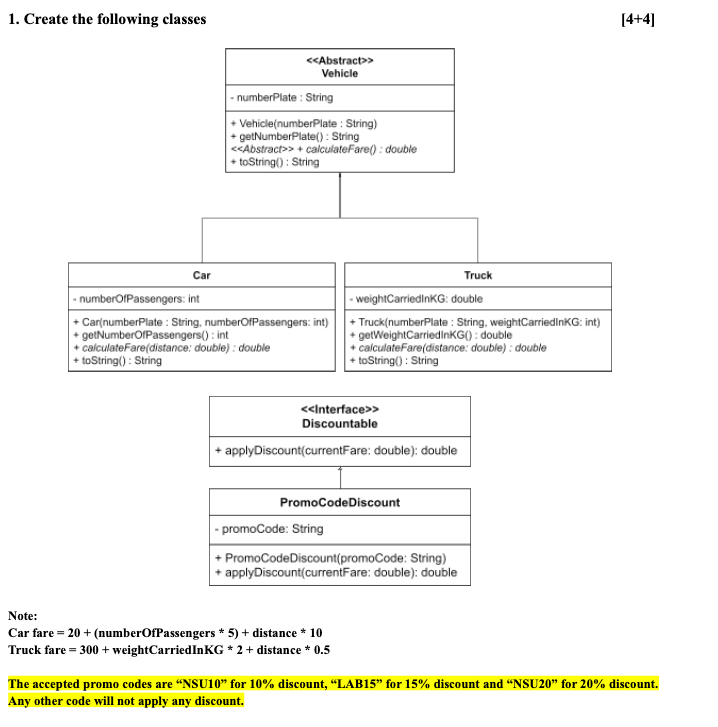 1. Create the following classes [4+4]
<<Abstract>>
Vehicle
- numberPlate : String
+ Vehicle(numberPlate : String)
+ getNumberPlate() : String
<<Abstract>> + calculateFare() : double
+ toString() : String
Car
- numberOfPassengers: int
+ Car(numberPlate : String, numberOfPassengers: int)
+ getNumberOfPassengers() : int
+ calculateFare(distance: double) : double
+ toString() : String
Truck
- weightCarriedInKG: double
+ Truck(numberPlate : String, weightCarriedInKG: int)
+ getWeightCarriedInKG() : double
+ calculateFare(distance: double) : double
+ toString() : String
<<Interface>>
Discountable
+ applyDiscount(currentFare: double): double
PromoCodeDiscount
- promoCode: String
+ PromoCodeDiscount(promoCode: String)
+ applyDiscount(currentFare: double): double
Note:
Car fare = 20 + (numberOfPassengers * 5) + distance * 10
Truck fare = 300 + weightCarriedInKG * 2 + distance * 0.5
The accepted promo codes are “NSU10” for 10% discount, “LAB15” for 15% discount and “NSU20” for 20% discount.
Any other code will not apply any discount.